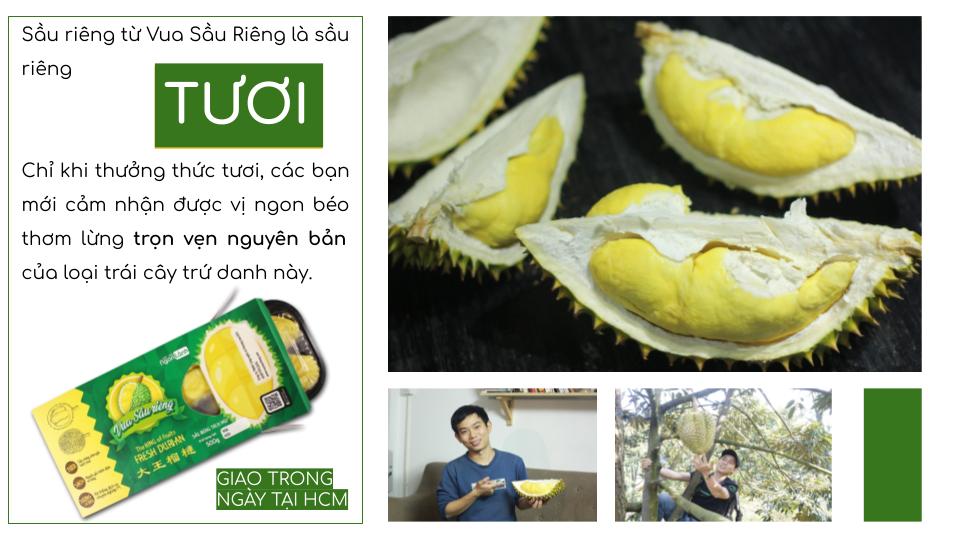 Sầu riêng từ Vua Sầu Riêng là sầu
riêng
TƯƠI
Chỉ khi thưởng thức tươi, các bạn
mới cảm nhận được vị ngon béo
thơm lừng trọn vẹn nguyên bản
của loại trái cây trứ danh này.
Vua Sầu riêng
The KING of Fruits
FRESH DURIAN
大王榴槤
500g
GIAO TRONG
NGÀY TẠI HCM